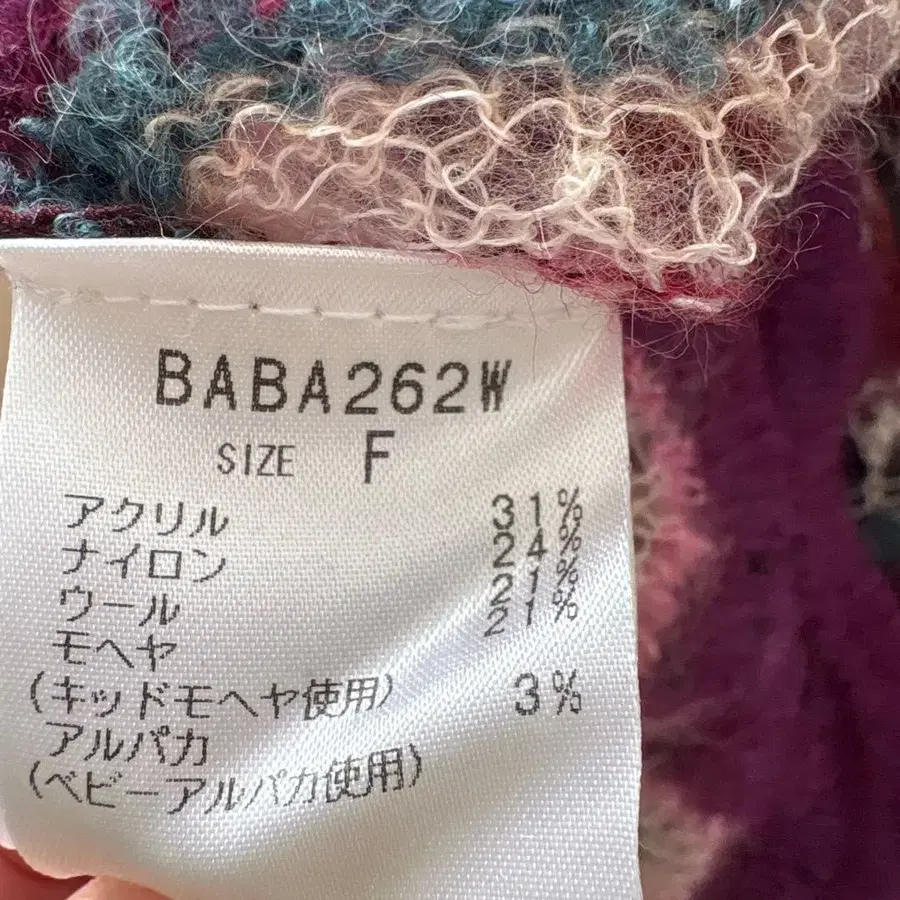 BABA262W
SIZE F
アクリル 31%
ナイロン 24%
ウール 21%
モヘヤ 21%
(キッドモヘヤ使用)
アルパカ 3%
(ベビーアルパカ使用)